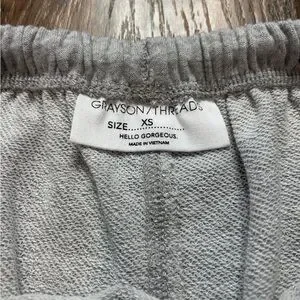 GRAYSON/THREADS
SIZE..........XS..........
HELLO GORGEOUS.
MADE IN VIETNAM